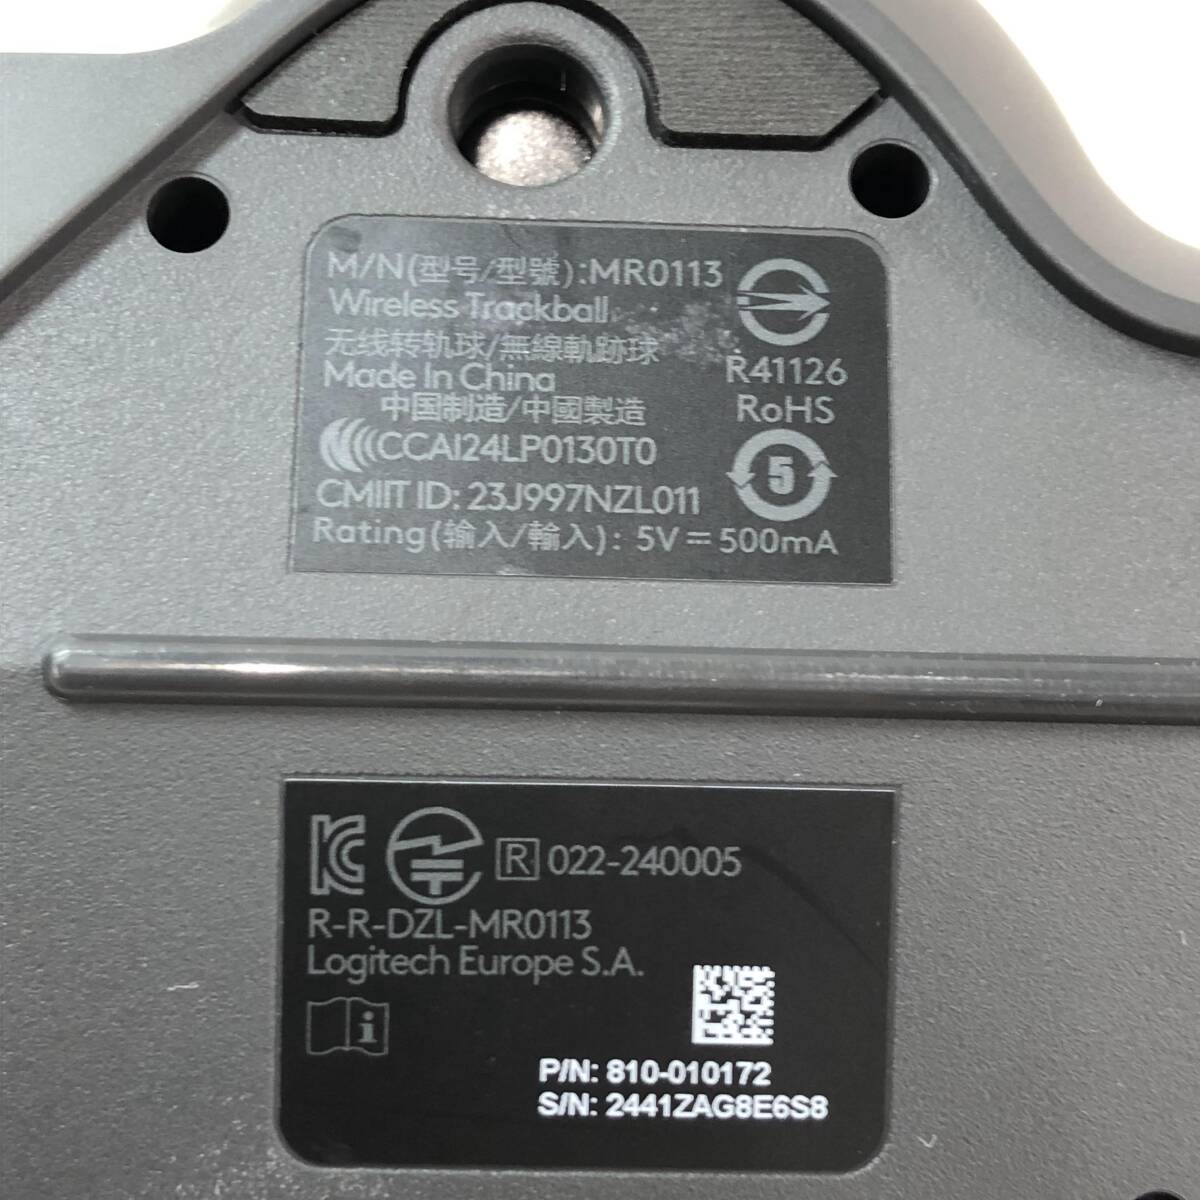 M/N(型号/型號):MR0113
Wireless Trackball
无线转轨球/無線軌跡球
Made In China
中国制造/中國製造
CCAI24LP0130T0
CMIIT ID: 23J997NZL011
Rating(输入/輸入): 5V⎓500mA
R41126
RoHS
5
R 022-240005
R-R-DZL-MR0113
Logitech Europe S.A.
P/N: 810-010172
S/N: 2441ZAG8E6S8